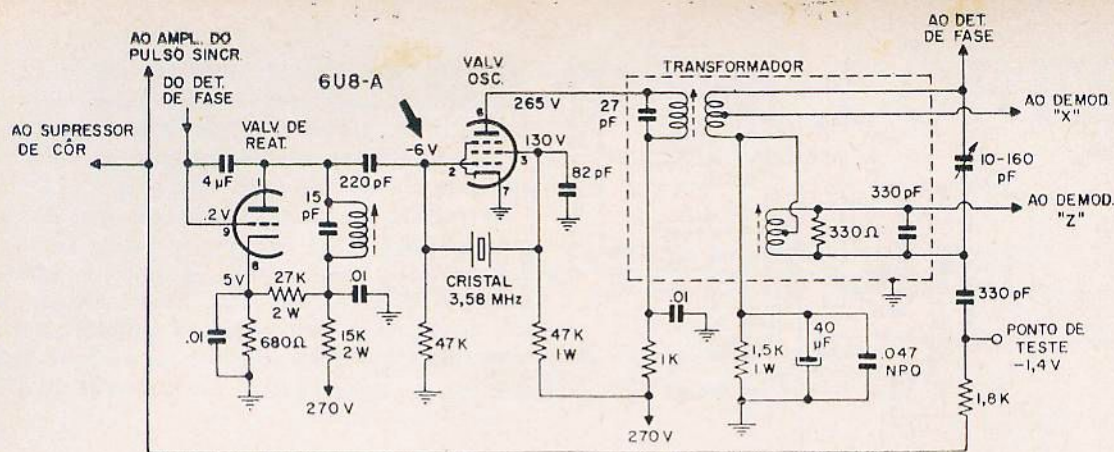 AO AMPL. DO
PULSO SINCR.
DO DET.
DE FASE
AO SUPRESSOR
DE CÔR
VALV. DE
REAT.
6U8-A
VALV.
OSC.
TRANSFORMADOR
AO DET.
DE FASE
AO DEMOD.
"X"
AO DEMOD.
"Z"
4 µF
1
.2 V
9
8
5V
27K
2 W
.01
680Ω
15
pF
.01
15K
2 W
270 V
220 pF
-6 V
2
6
3
7
265 V
130 V
82 pF
CRISTAL
3,58 MHz
47K
47K
1W
27
pF
.01
1K
270 V
1,5K
1 W
40
µF
.047
NPO
330Ω
330 pF
10-160
pF
330 pF
PONTO DE
TESTE
-1,4 V
1,8K